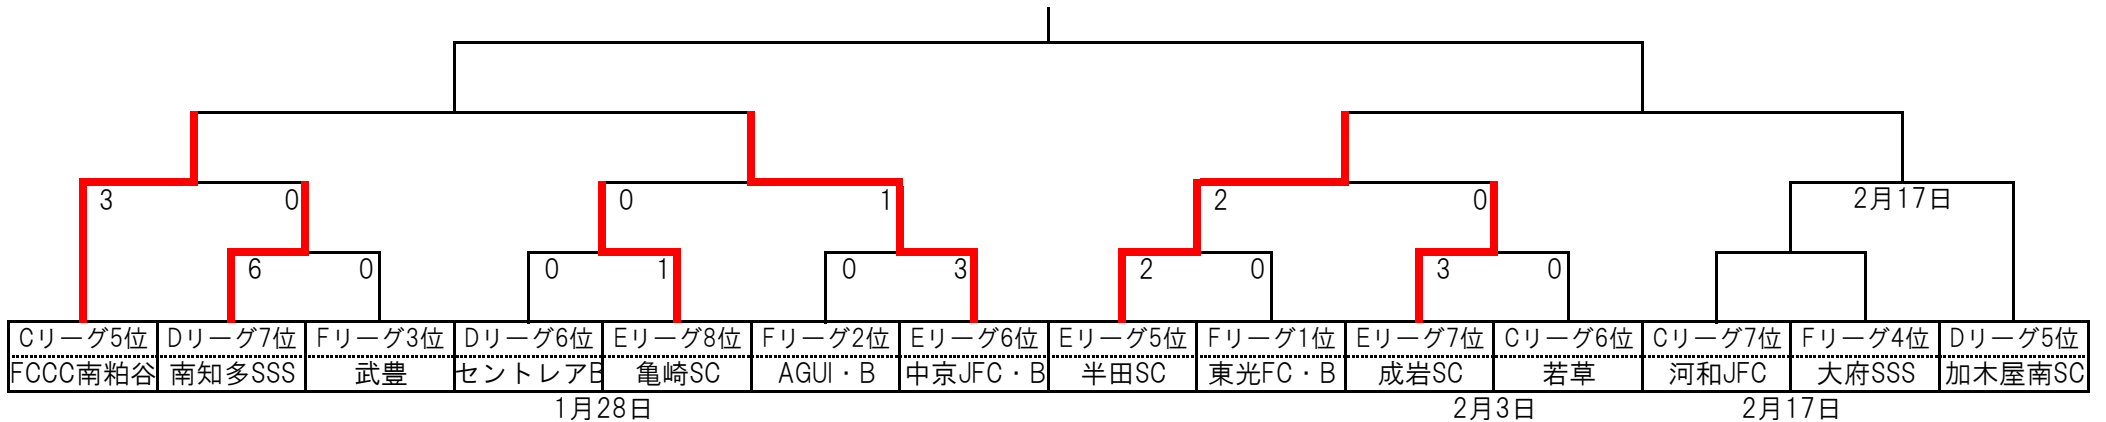 3 0 0 1 2 0 2月17日
6 0 0 1 0 3 2 0 3 0
Cリーグ5位 Dリーグ7位 Fリーグ3位 Dリーグ6位 Eリーグ8位 Fリーグ2位 Eリーグ6位 Eリーグ5位 Fリーグ1位 Eリーグ7位 Cリーグ6位 Cリーグ7位 Fリーグ4位 Dリーグ5位
FCCC南粕谷 南知多SSS 武豊 セントレアB 亀崎SC AGUI・B 中京JFC・B 半田SC 東光FC・B 成岩SC 若草 河和JFC 大府SSS 加木屋南SC
1月28日 2月3日 2月17日